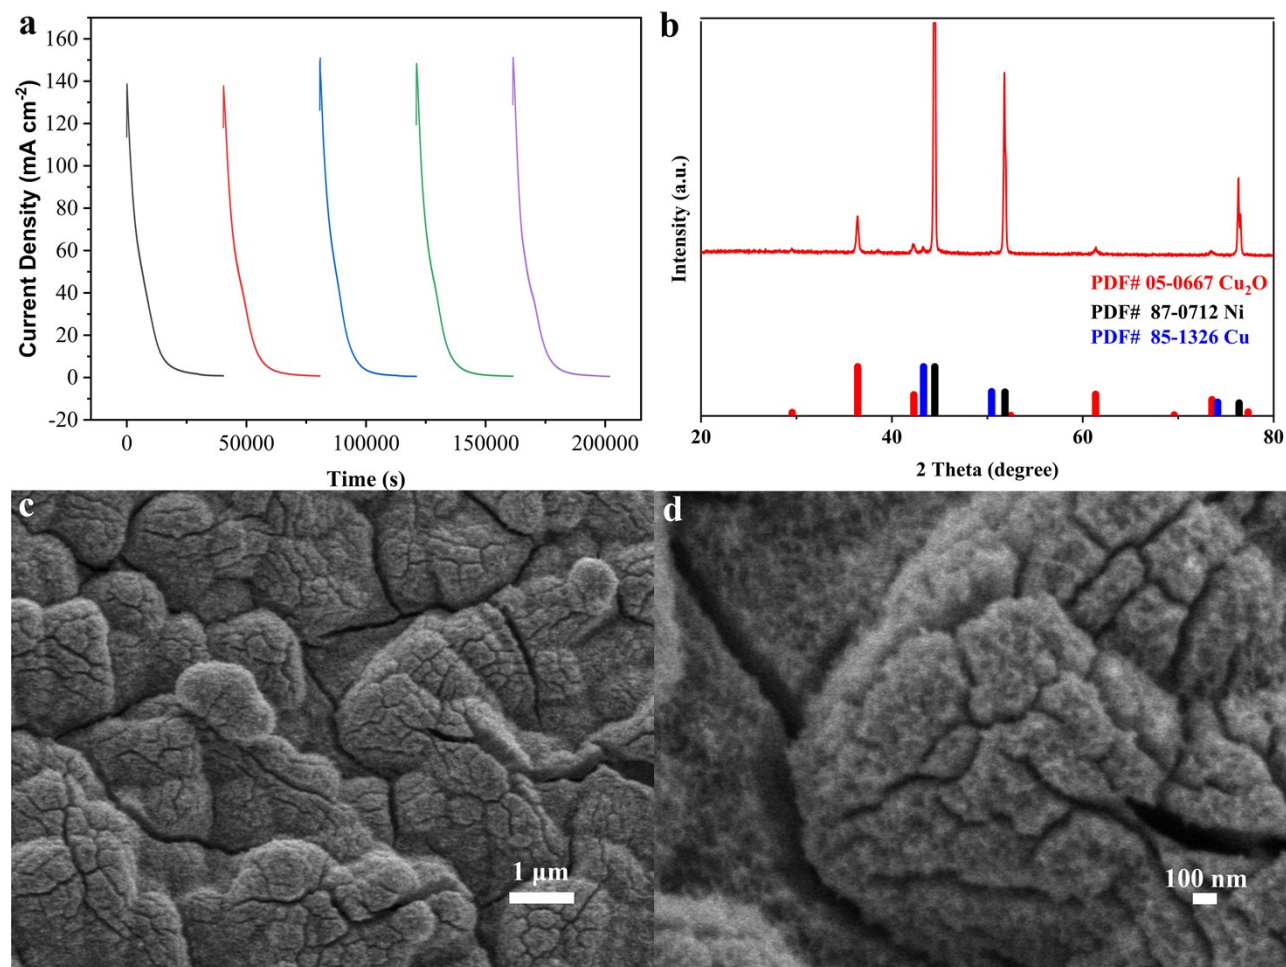 a
160
140
120
100
80
60
40
20
0
-20
Current Density (mA cm⁻²)
0
50000
100000
150000
200000
Time (s)
b
Intensity (a.u.)
PDF# 05-0667 Cu₂O
PDF# 87-0712 Ni
PDF# 85-1326 Cu
20
40
60
80
2 Theta (degree)
c
1 μm
d
100 nm